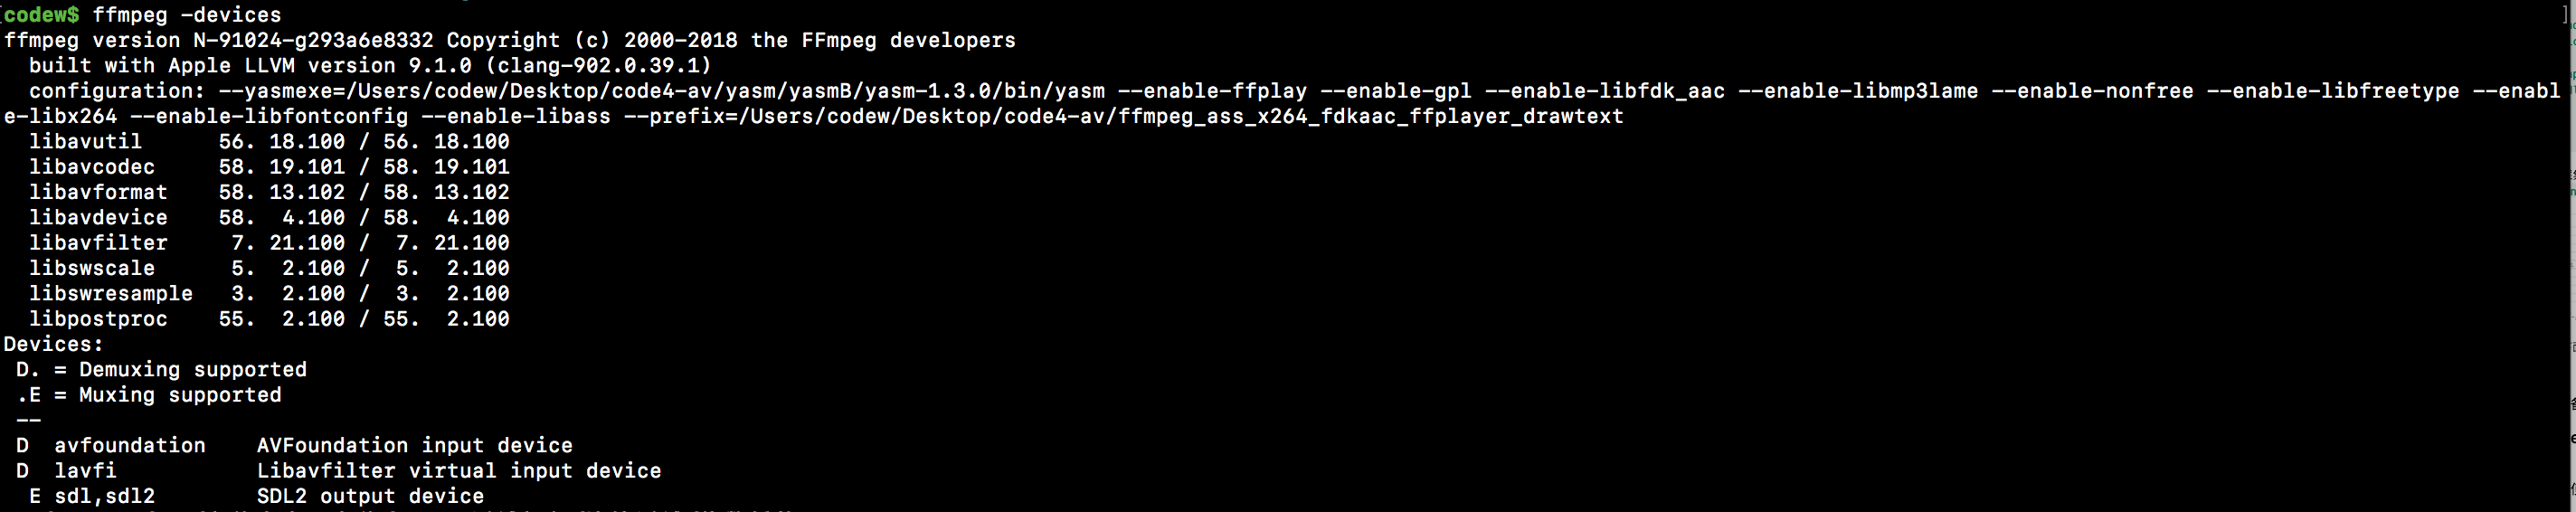 codew$ ffmpeg -devices
ffmpeg version N-91024-g293a6e8332 Copyright (c) 2000-2018 the FFmpeg developers
  built with Apple LLVM version 9.1.0 (clang-902.0.39.1)
  configuration: --yasmexe=/Users/codew/Desktop/code4-av/yasm/yasmB/yasm-1.3.0/bin/yasm --enable-ffplay --enable-gpl --enable-libfdk_aac --enable-libmp3lame --enable-nonfree --enable-libfreetype --enabl
e-libx264 --enable-libfontconfig --enable-libass --prefix=/Users/codew/Desktop/code4-av/ffmpeg_ass_x264_fdkaac_ffplayer_drawtext
  libavutil      56. 18.100 / 56. 18.100
  libavcodec     58. 19.101 / 58. 19.101
  libavformat    58. 13.102 / 58. 13.102
  libavdevice    58.  4.100 / 58.  4.100
  libavfilter     7. 21.100 /  7. 21.100
  libswscale      5.  2.100 /  5.  2.100
  libswresample   3.  2.100 /  3.  2.100
  libpostproc    55.  2.100 / 55.  2.100
Devices:
 D. = Demuxing supported
 .E = Muxing supported
 --
 D  avfoundation    AVFoundation input device
 D  lavfi           Libavfilter virtual input device
  E sdl,sdl2        SDL2 output device